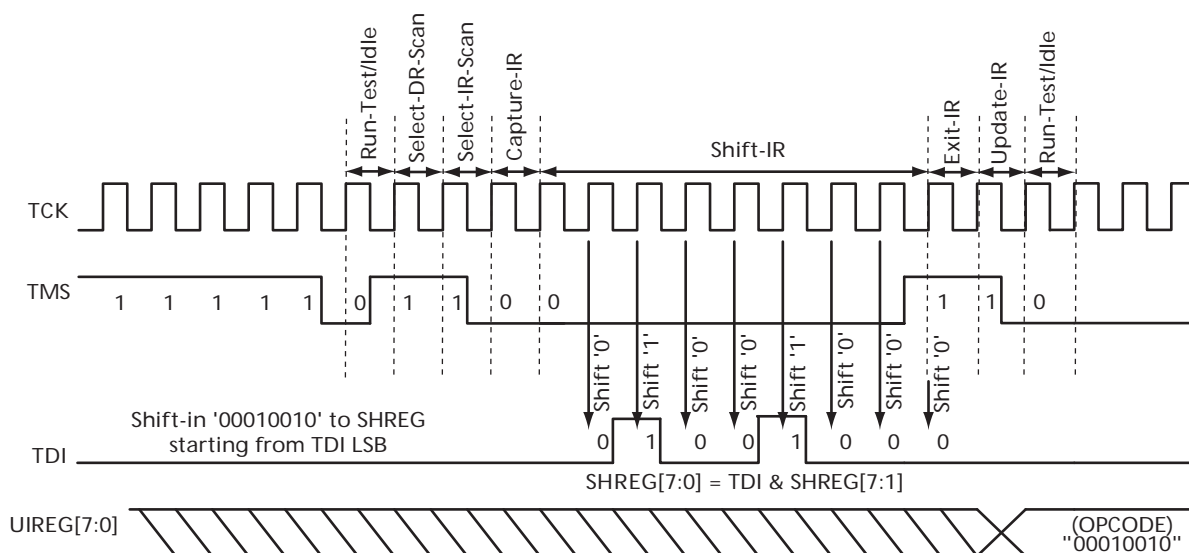 Run-Test/Idle
Select-DR-Scan
Select-IR-Scan
Capture-IR
Shift-IR
Exit-IR
Update-IR
Run-Test/Idle
TCK
TMS
1 1 1 1 1 0 1 1 0 0 1 1 0
Shift '0'
Shift '1'
Shift '0'
Shift '0'
Shift '1'
Shift '0'
Shift '0'
Shift '0'
Shift-in '00010010' to SHREG
starting from TDI LSB
TDI
0 1 0 0 1 0 0 0
SHREG[7:0] = TDI & SHREG[7:1]
UIREG[7:0]
(OPCODE)
"00010010"